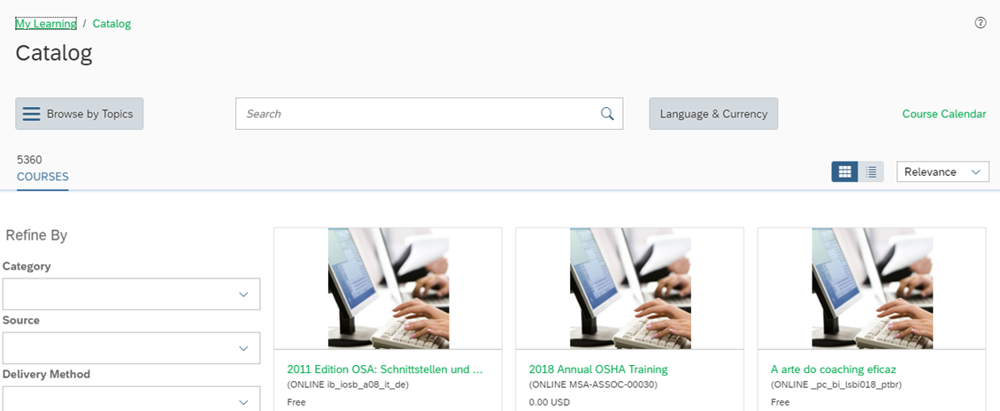 My Learning / Catalog
Catalog
Browse by Topics
Search
Language & Currency
Course Calendar
5360
COURSES
Relevance
Refine By
Category
Source
Delivery Method
2011 Edition OSA: Schnittstellen und ...
(ONLINE ib_iosb_a08_it_de)
Free
2018 Annual OSHA Training
(ONLINE MSA-ASSOC-00030)
0.00 USD
A arte do coaching eficaz
(ONLINE _pc_bi_lsbi018_ptbr)
Free